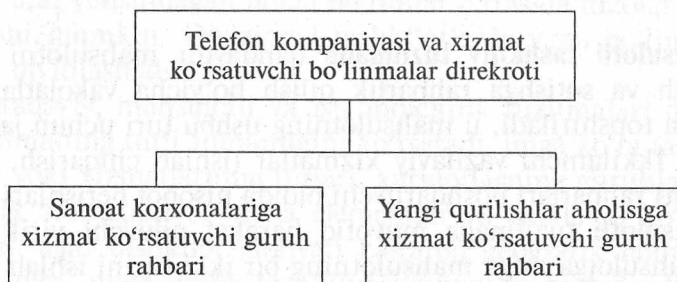 Telefon kompaniyasi va xizmat
ko‘rsatuvchi bo‘linmalar direkroti
Sanoat korxonalariga
xizmat ko‘rsatuvchi guruh
rahbari
Yangi qurilishlar aholisiga
xizmat ko‘rsatuvchi guruh
rahbari